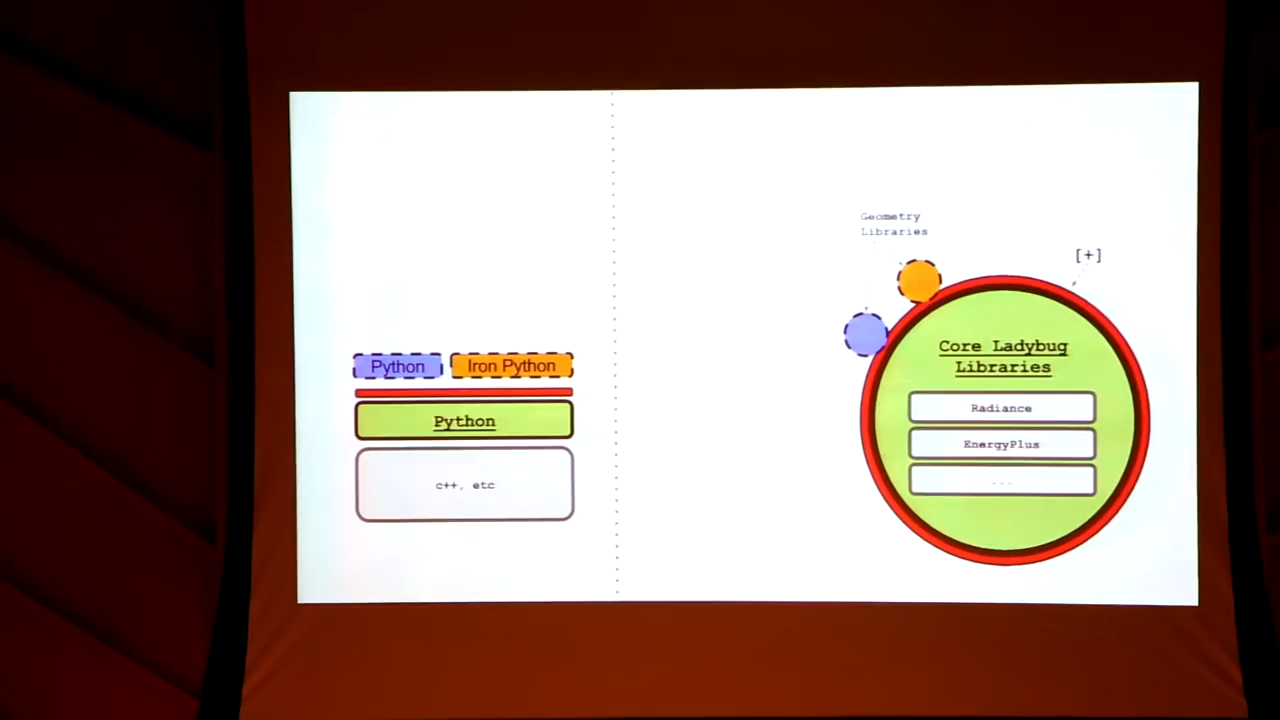 Python
Iron Python
Python
c++, etc
Geometry
Libraries
[+]
Core Ladybug
Libraries
Radiance
EnergyPlus
...